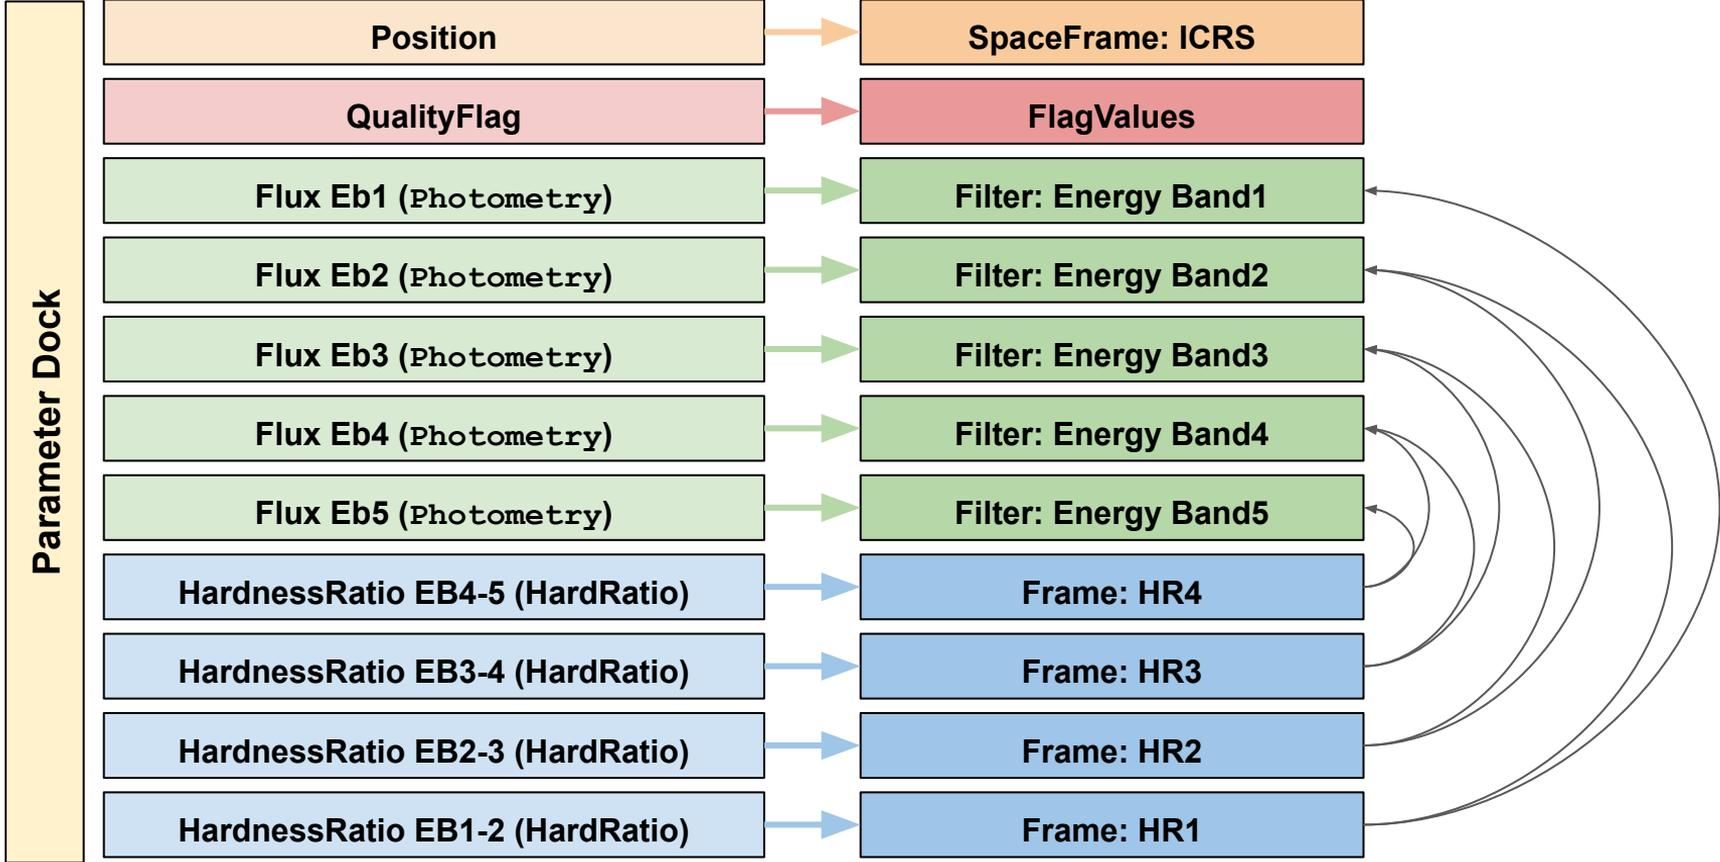 Parameter Dock
Position
SpaceFrame: ICRS
QualityFlag
FlagValues
Flux Eb1 (Photometry)
Filter: Energy Band1
Flux Eb2 (Photometry)
Filter: Energy Band2
Flux Eb3 (Photometry)
Filter: Energy Band3
Flux Eb4 (Photometry)
Filter: Energy Band4
Flux Eb5 (Photometry)
Filter: Energy Band5
HardnessRatio EB4-5 (HardRatio)
Frame: HR4
HardnessRatio EB3-4 (HardRatio)
Frame: HR3
HardnessRatio EB2-3 (HardRatio)
Frame: HR2
HardnessRatio EB1-2 (HardRatio)
Frame: HR1